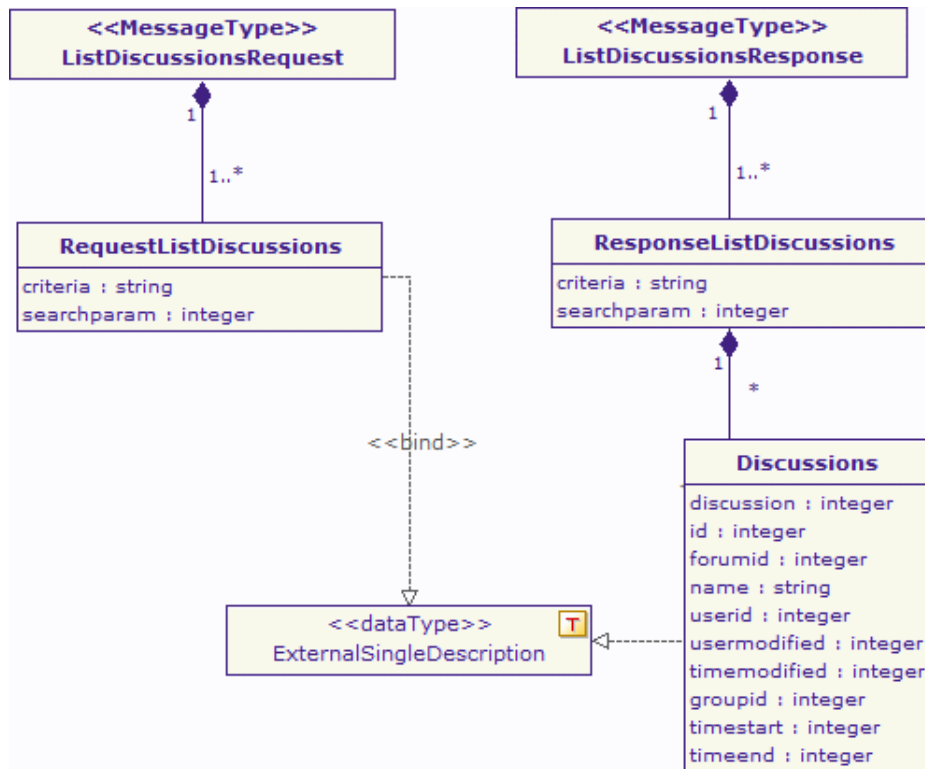 <<MessageType>>
ListDiscussionsRequest
<<MessageType>>
ListDiscussionsResponse
1
1..*
1
1..*
RequestListDiscussions
criteria : string
searchparam : integer
ResponseListDiscussions
criteria : string
searchparam : integer
1
*
<<bind>>
Discussions
discussion : integer
id : integer
forumid : integer
name : string
userid : integer
usermodified : integer
timemodified : integer
groupid : integer
timestart : integer
timeend : integer
<<dataType>>
T
ExternalSingleDescription